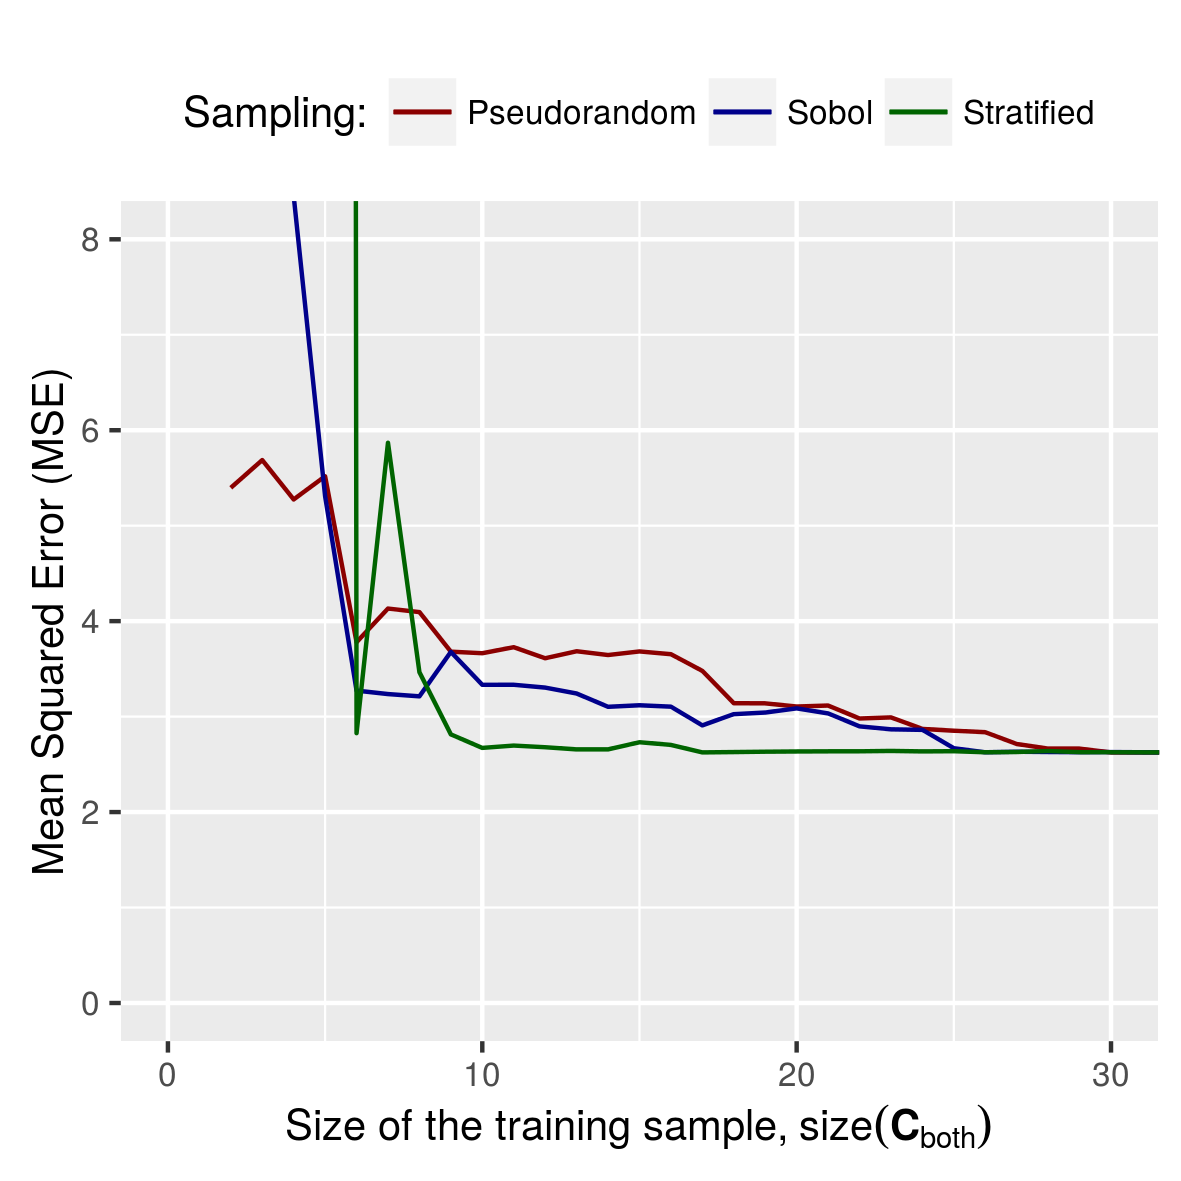 Sampling: Pseudorandom Sobol Stratified
8
6
4
2
0
Mean Squared Error (MSE)
0 10 20 30
Size of the training sample, size(C_both)